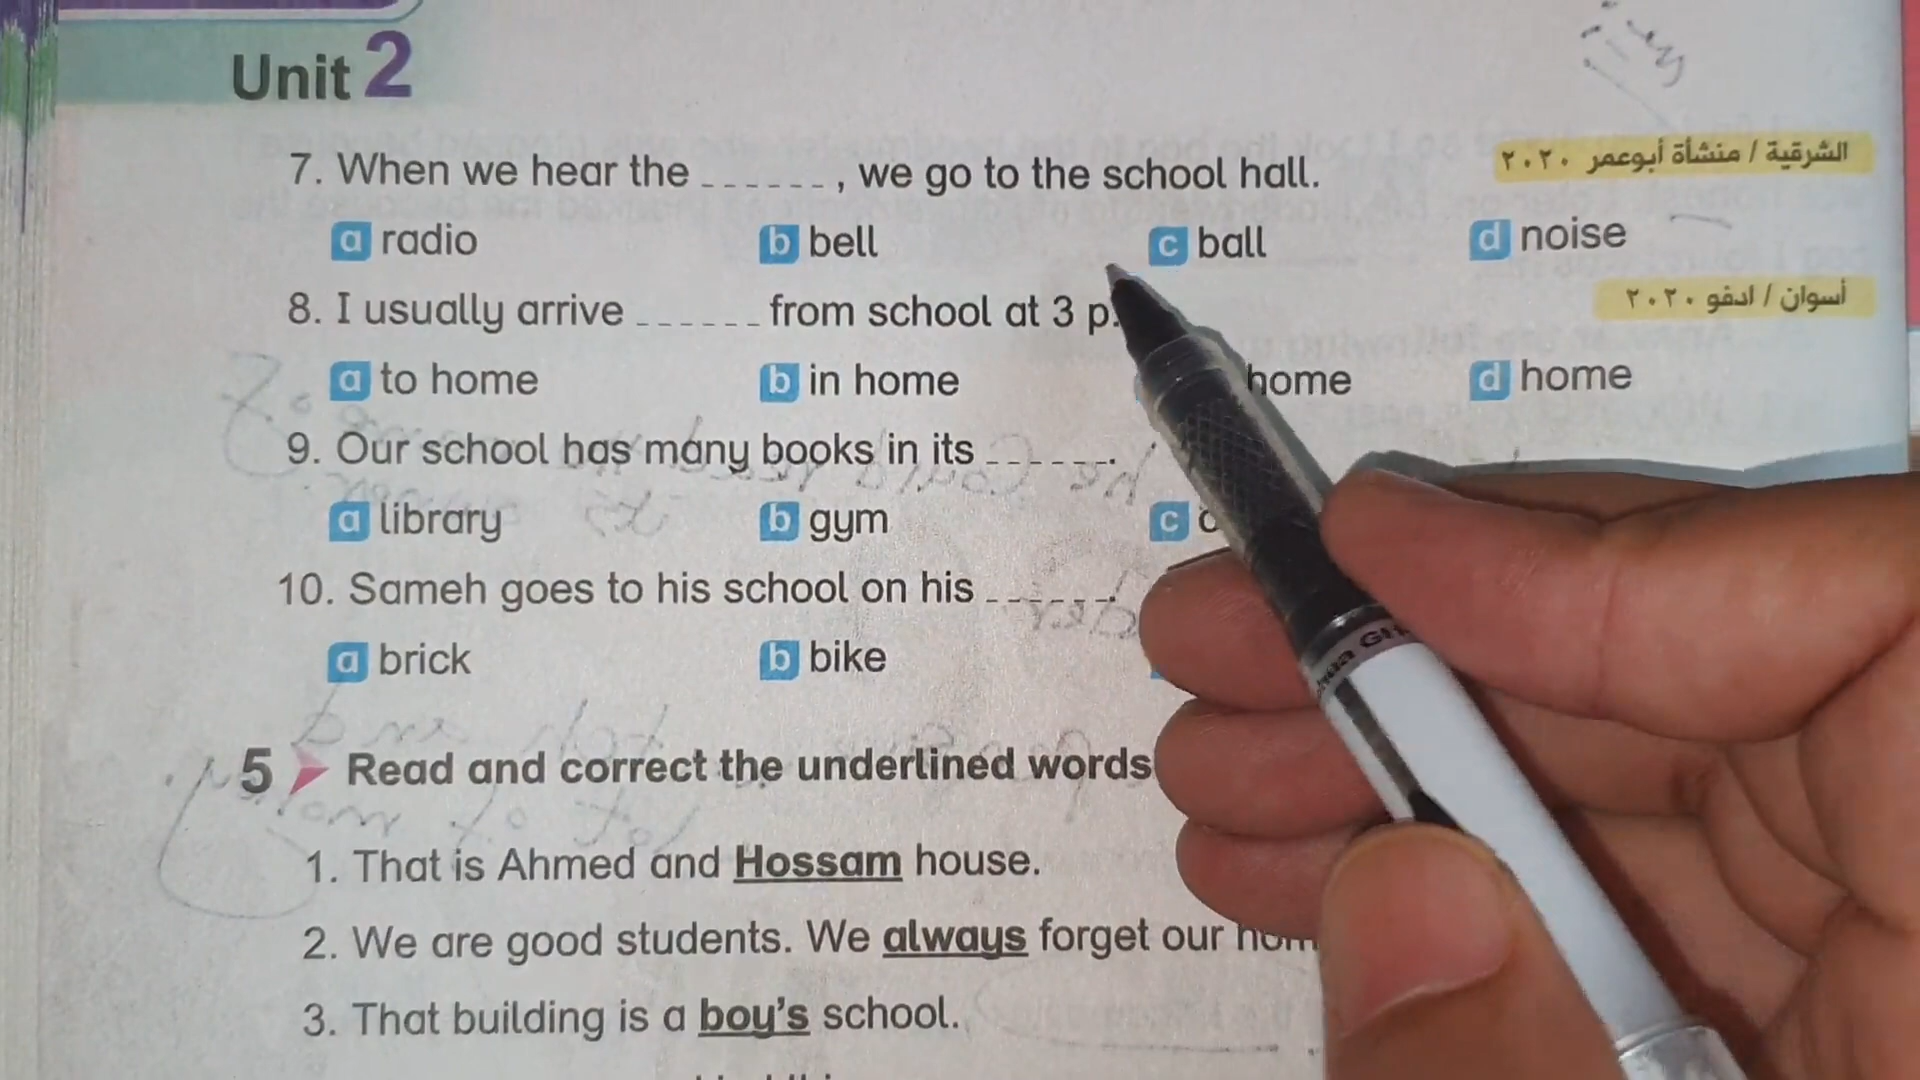 Unit 2
7. When we hear the ______, we go to the school hall. الشرقية / منشأة أبوعمر ٢٠٢٠
a radio b bell c ball d noise
8. I usually arrive ______ from school at 3 p. أسوان / ادفو ٢٠٢٠
a to home b in home home d home
9. Our school has many books in its ______.
a library b gym c
10. Sameh goes to his school on his ______.
a brick b bike
5 Read and correct the underlined words
1. That is Ahmed and Hossam house.
2. We are good students. We always forget our
3. That building is a boy's school.